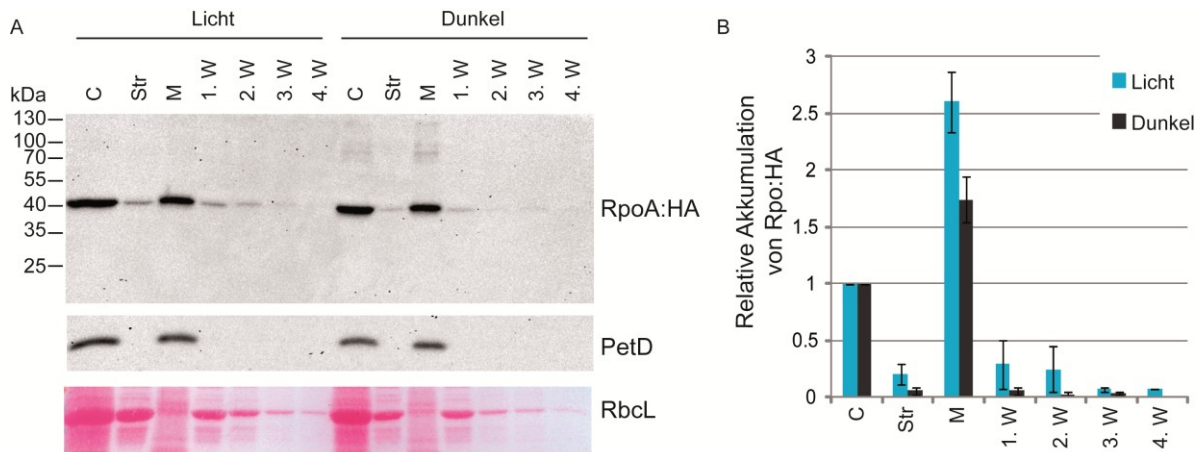 A
Licht
Dunkel
kDa
C
Str
M
1. W
2. W
3. W
4. W
C
Str
M
1. W
2. W
3. W
4. W
130
100
70
55
40
35
25
RpoA:HA
PetD
RbcL
B
Relative Akkumulation
von Rpo:HA
3
2.5
2
1.5
1
0.5
0
Licht
Dunkel
C
Str
M
1. W
2. W
3. W
4. W